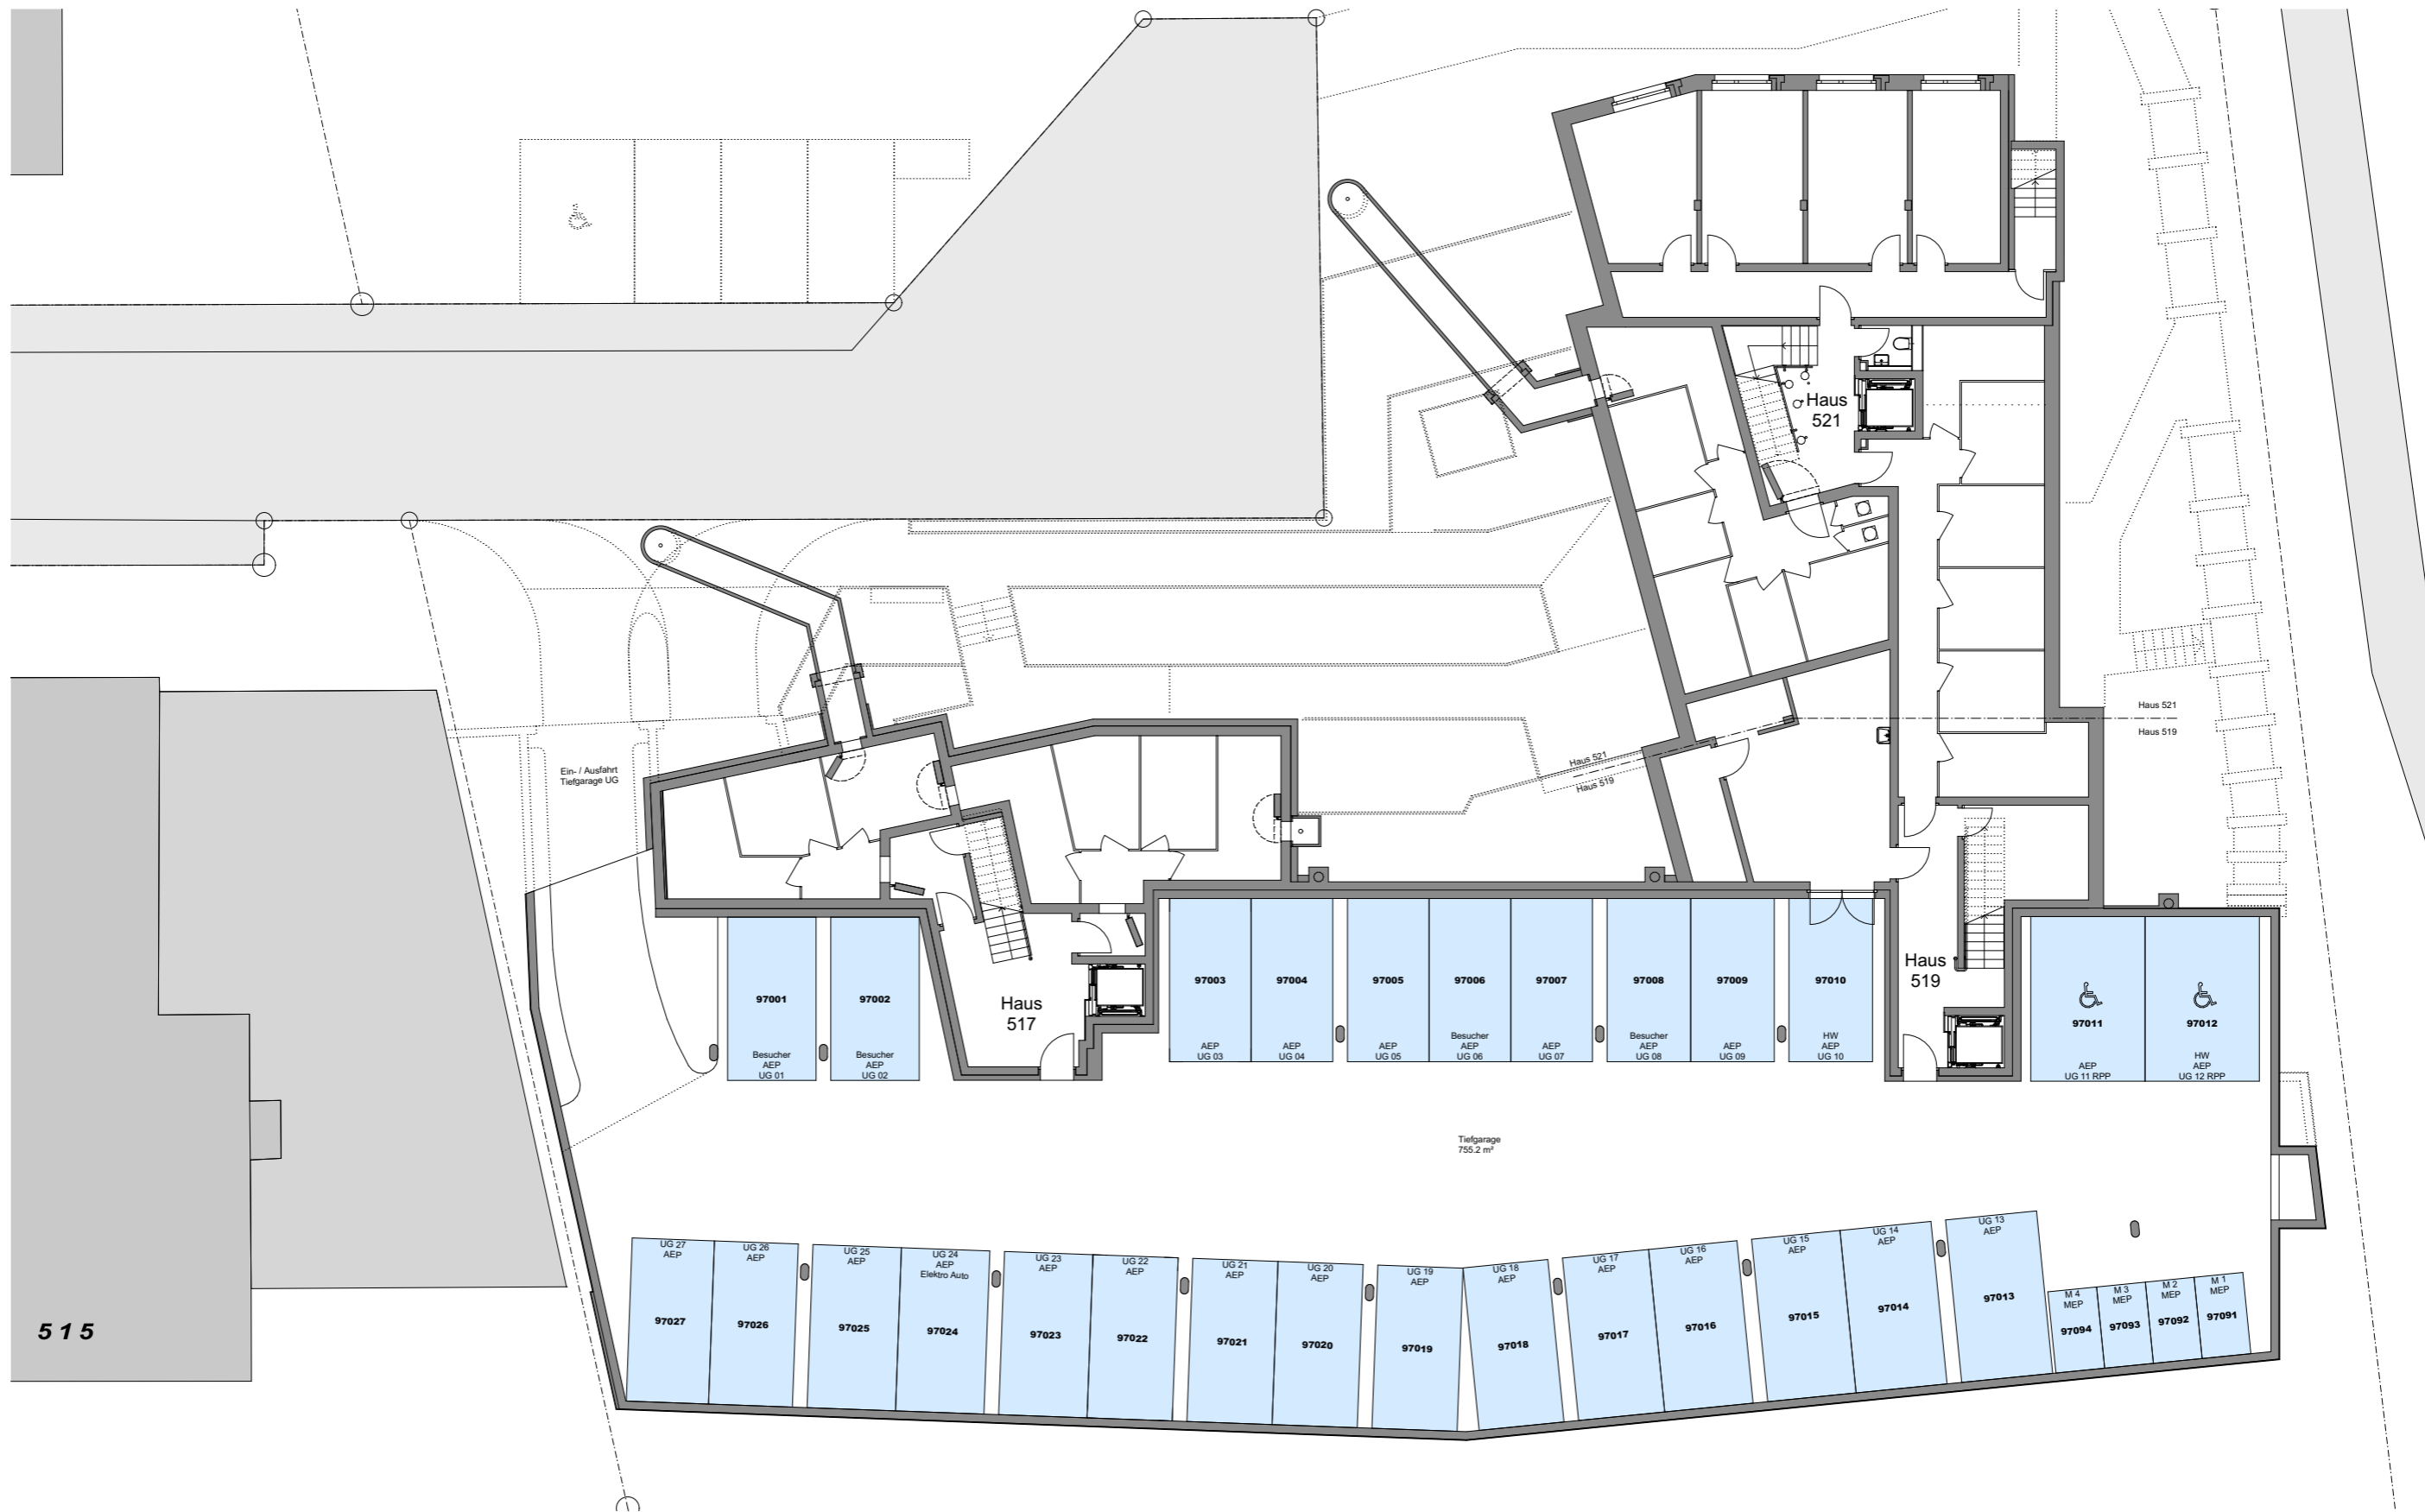 Haus
521
Haus 521
Haus 519
Haus 521
Haus 519
Ein- / Ausfahrt
Tiefgarage UG
Haus
517
Haus
519
97001
Besucher
AEP
UG 01
97002
Besucher
AEP
UG 02
97003
AEP
UG 03
97004
AEP
UG 04
97005
AEP
UG 05
97006
Besucher
AEP
UG 06
97007
AEP
UG 07
97008
Besucher
AEP
UG 08
97009
AEP
UG 09
97010
HW
AEP
UG 10
97011
AEP
UG 11 RPP
97012
HW
AEP
UG 12 RPP
Tiefgarage
755.2 m²
UG 27
AEP
97027
UG 26
AEP
97026
UG 25
AEP
97025
UG 24
AEP
Elektro Auto
97024
UG 23
AEP
97023
UG 22
AEP
97022
UG 21
AEP
97021
UG 20
AEP
97020
UG 19
AEP
97019
UG 18
AEP
97018
UG 17
AEP
97017
UG 16
AEP
97016
UG 15
AEP
97015
UG 14
AEP
97014
UG 13
AEP
97013
M 4
MEP
97094
M 3
MEP
97093
M 2
MEP
97092
M 1
MEP
97091
515